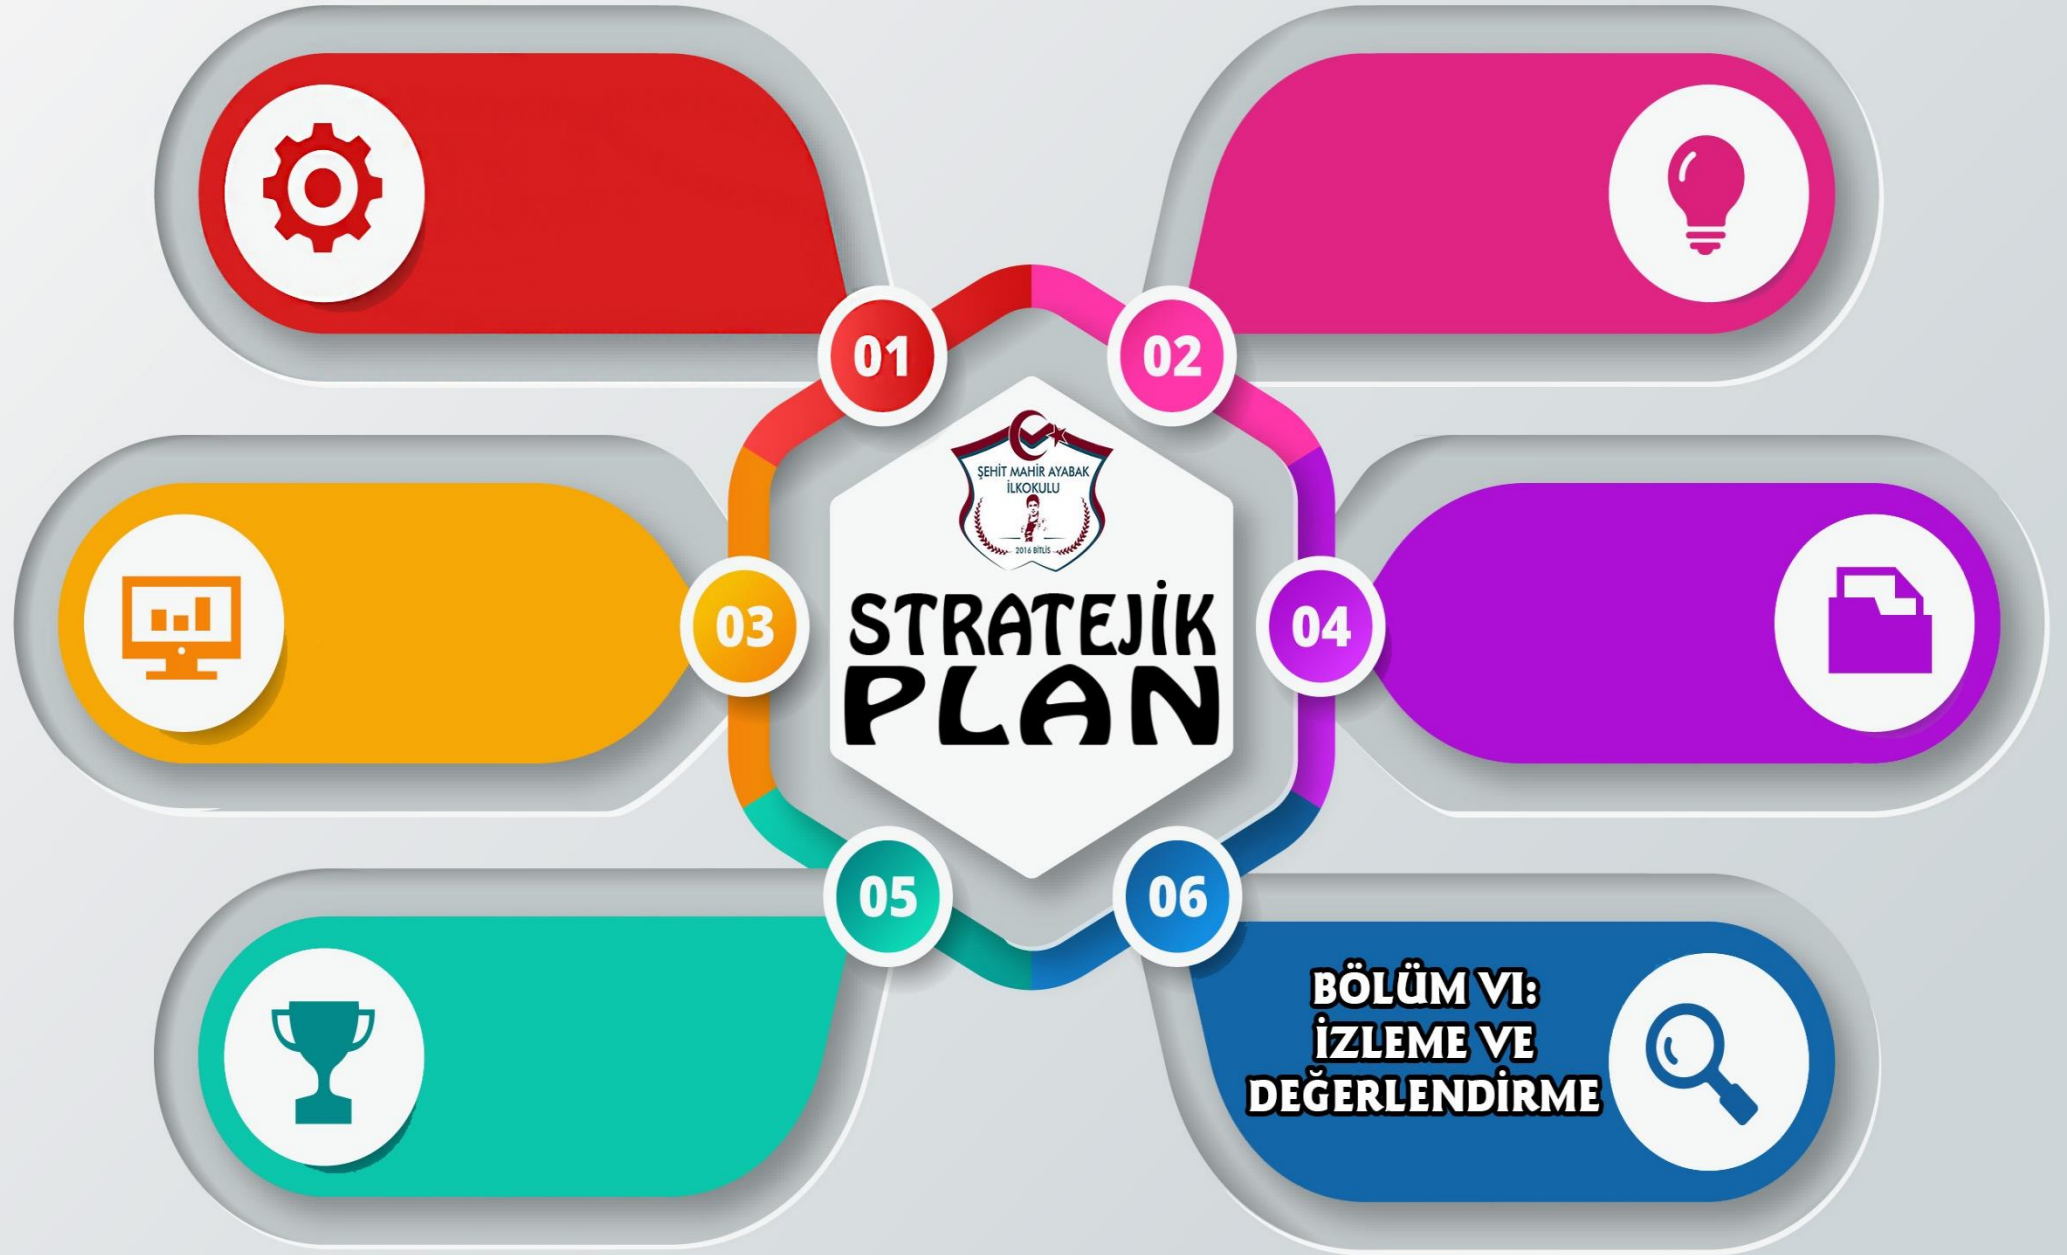 01
02
ŞEHİT MAHİR AYABAK
İLKOKULU
2016 BİTLİS
03
STRATEJİK
PLAN
04
05
06
BÖLÜM VI:
İZLEME VE
DEĞERLENDİRME